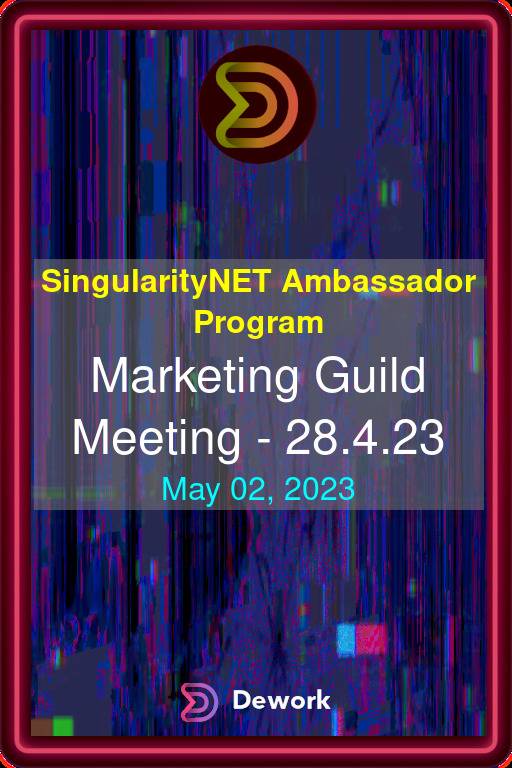 SingularityNET Ambassador
Program
Marketing Guild
Meeting - 28.4.23
May 02, 2023
Dework